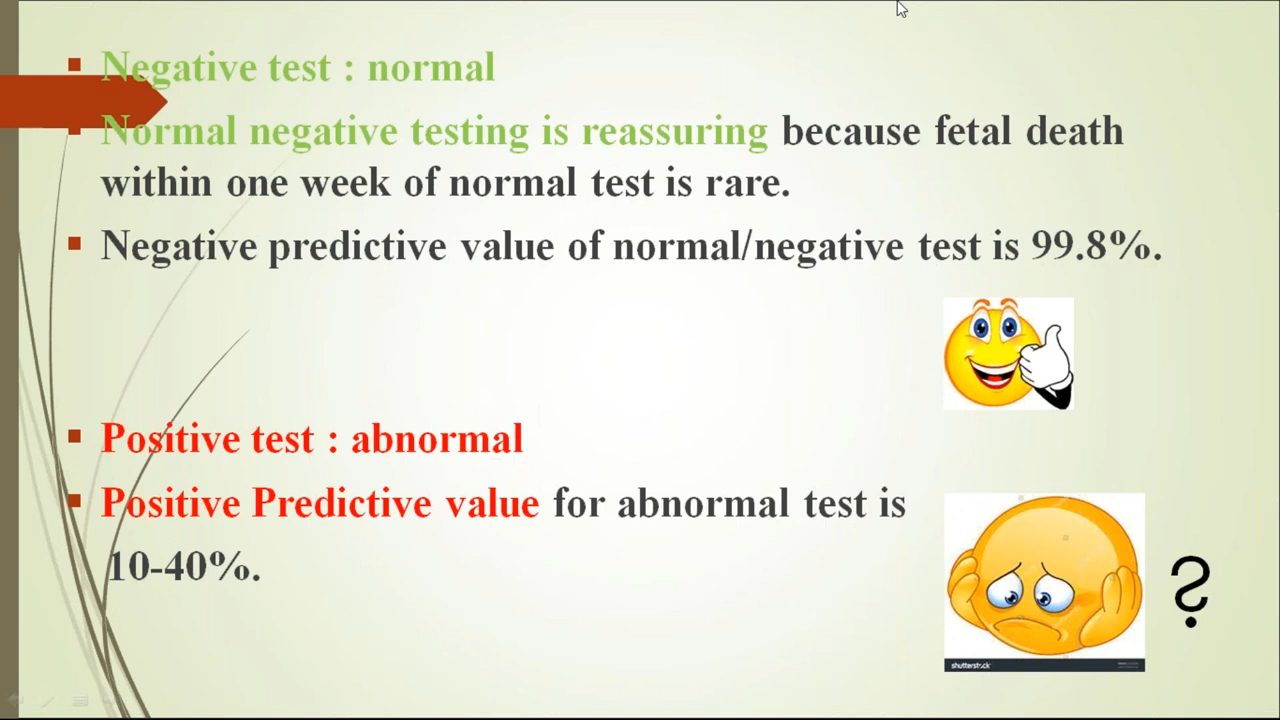 Negative test : normal
Normal negative testing is reassuring because fetal death
within one week of normal test is rare.
Negative predictive value of normal/negative test is 99.8%.
Positive test : abnormal
Positive Predictive value for abnormal test is
10-40%.
؟
shutterstock